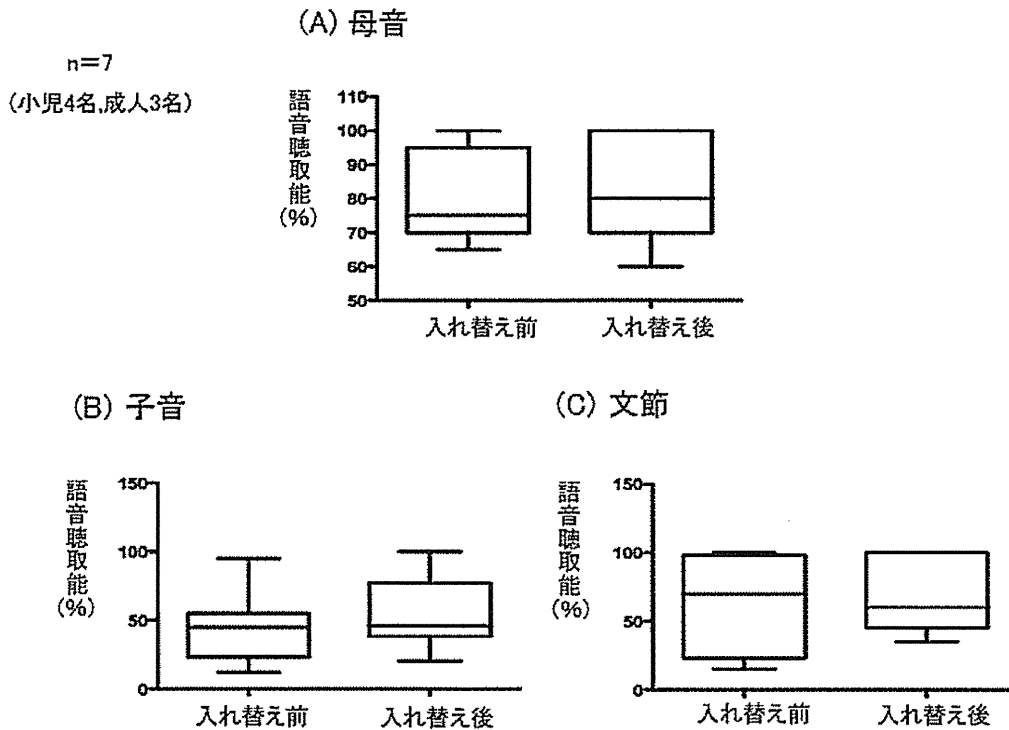 (A) 母音
n=7
(小児4名,成人3名)
語音聴取能(%)
110
100
90
80
70
60
50
入れ替え前
入れ替え後
(B) 子音
語音聴取能(%)
150
100
50
0
入れ替え前
入れ替え後
(C) 文節
語音聴取能(%)
150
100
50
0
入れ替え前
入れ替え後